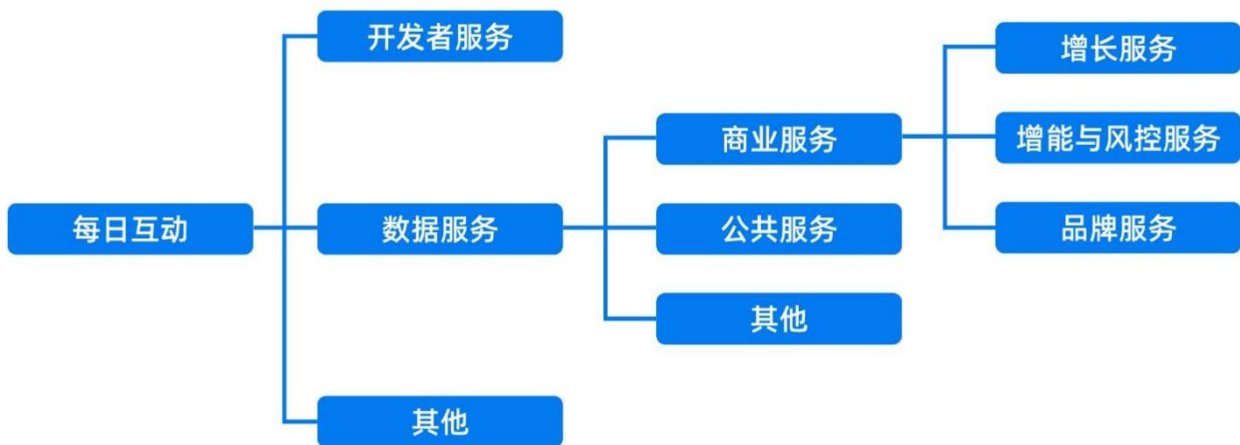 每日互动
开发者服务
数据服务
其他
商业服务
公共服务
其他
增长服务
增能与风控服务
品牌服务